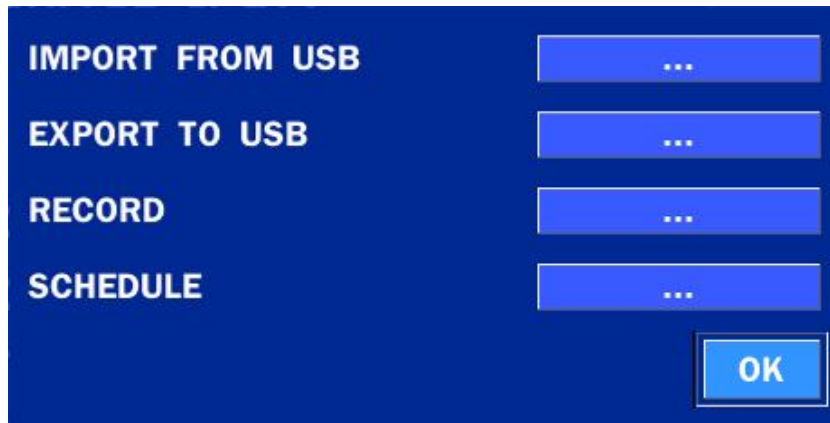 IMPORT FROM USB ...
EXPORT TO USB ...
RECORD ...
SCHEDULE ...
OK